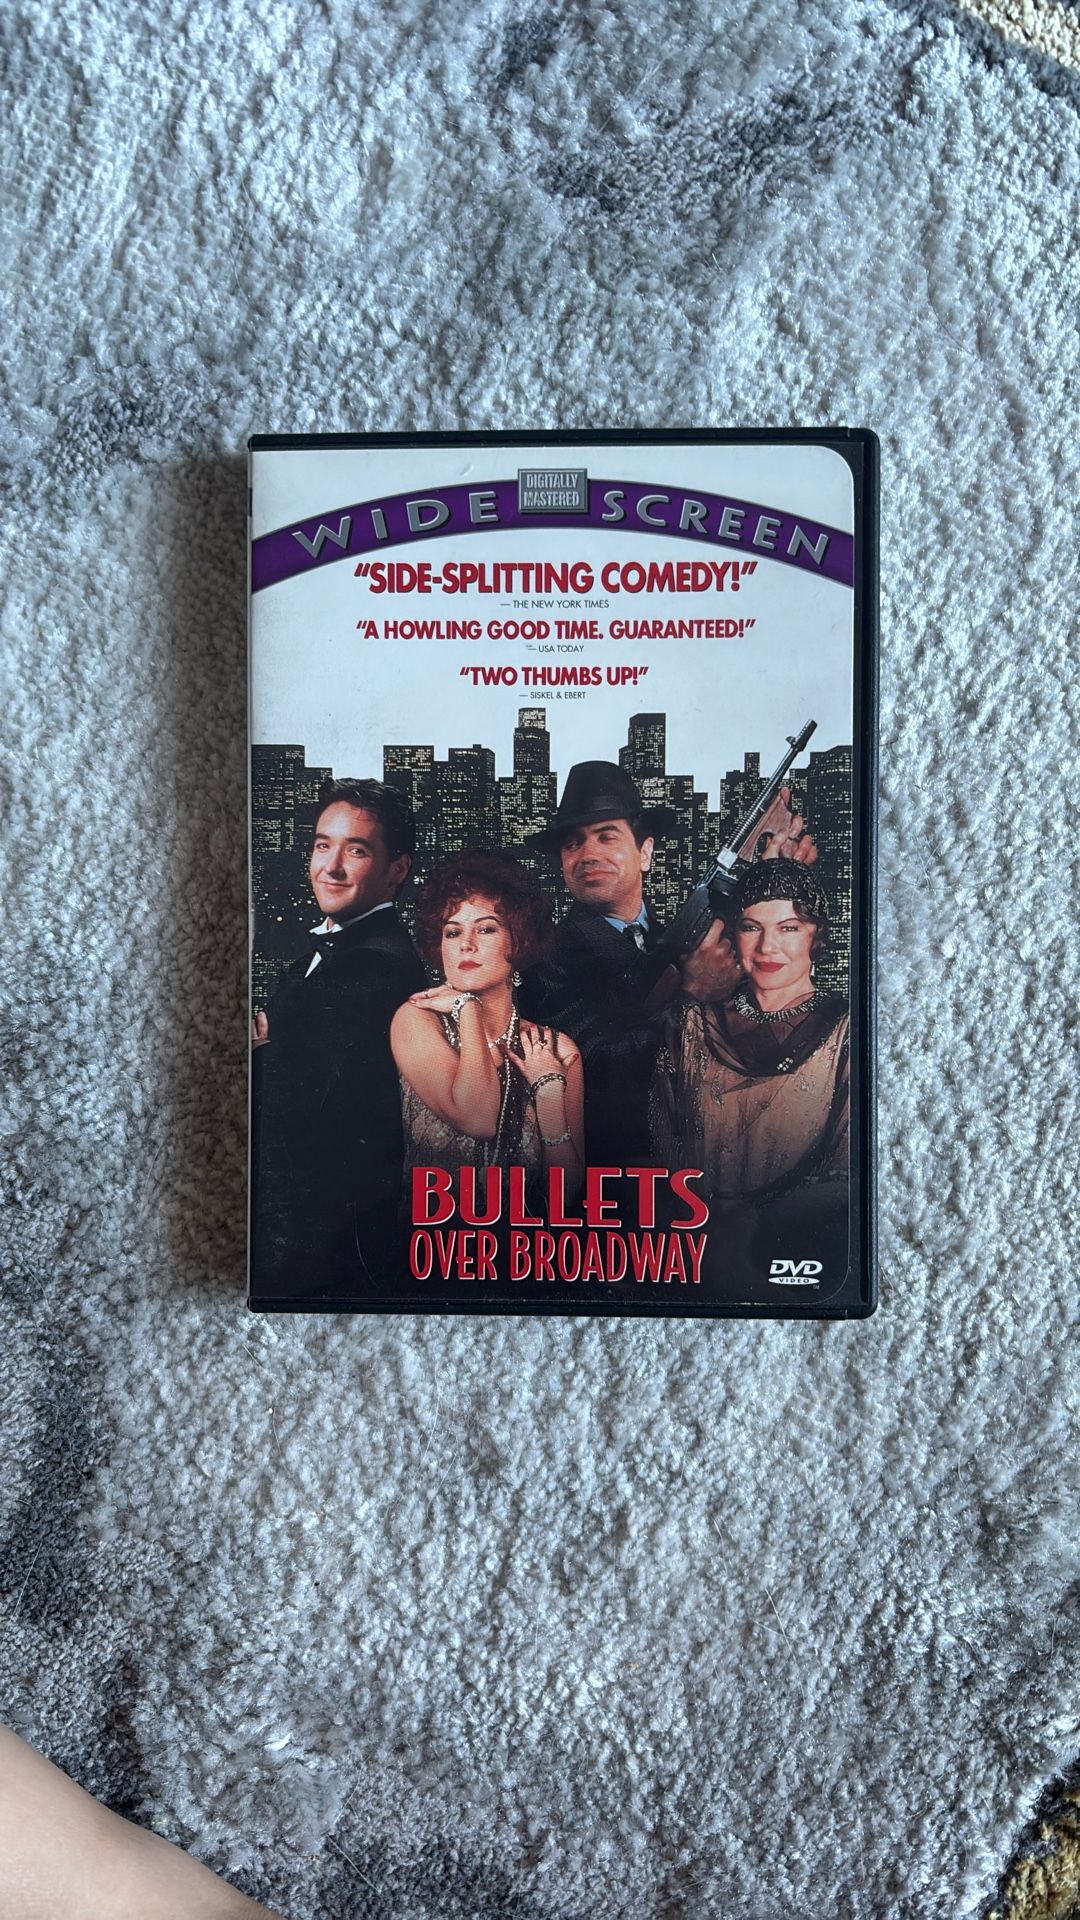 DIGITALLY
MASTERED
WIDE SCREEN
“SIDE-SPLITTING COMEDY!”
— THE NEW YORK TIMES
“A HOWLING GOOD TIME. GUARANTEED!”
— USA TODAY
“TWO THUMBS UP!”
— SISKEL & EBERT
BULLETS
OVER BROADWAY
DVD
VIDEO
TM